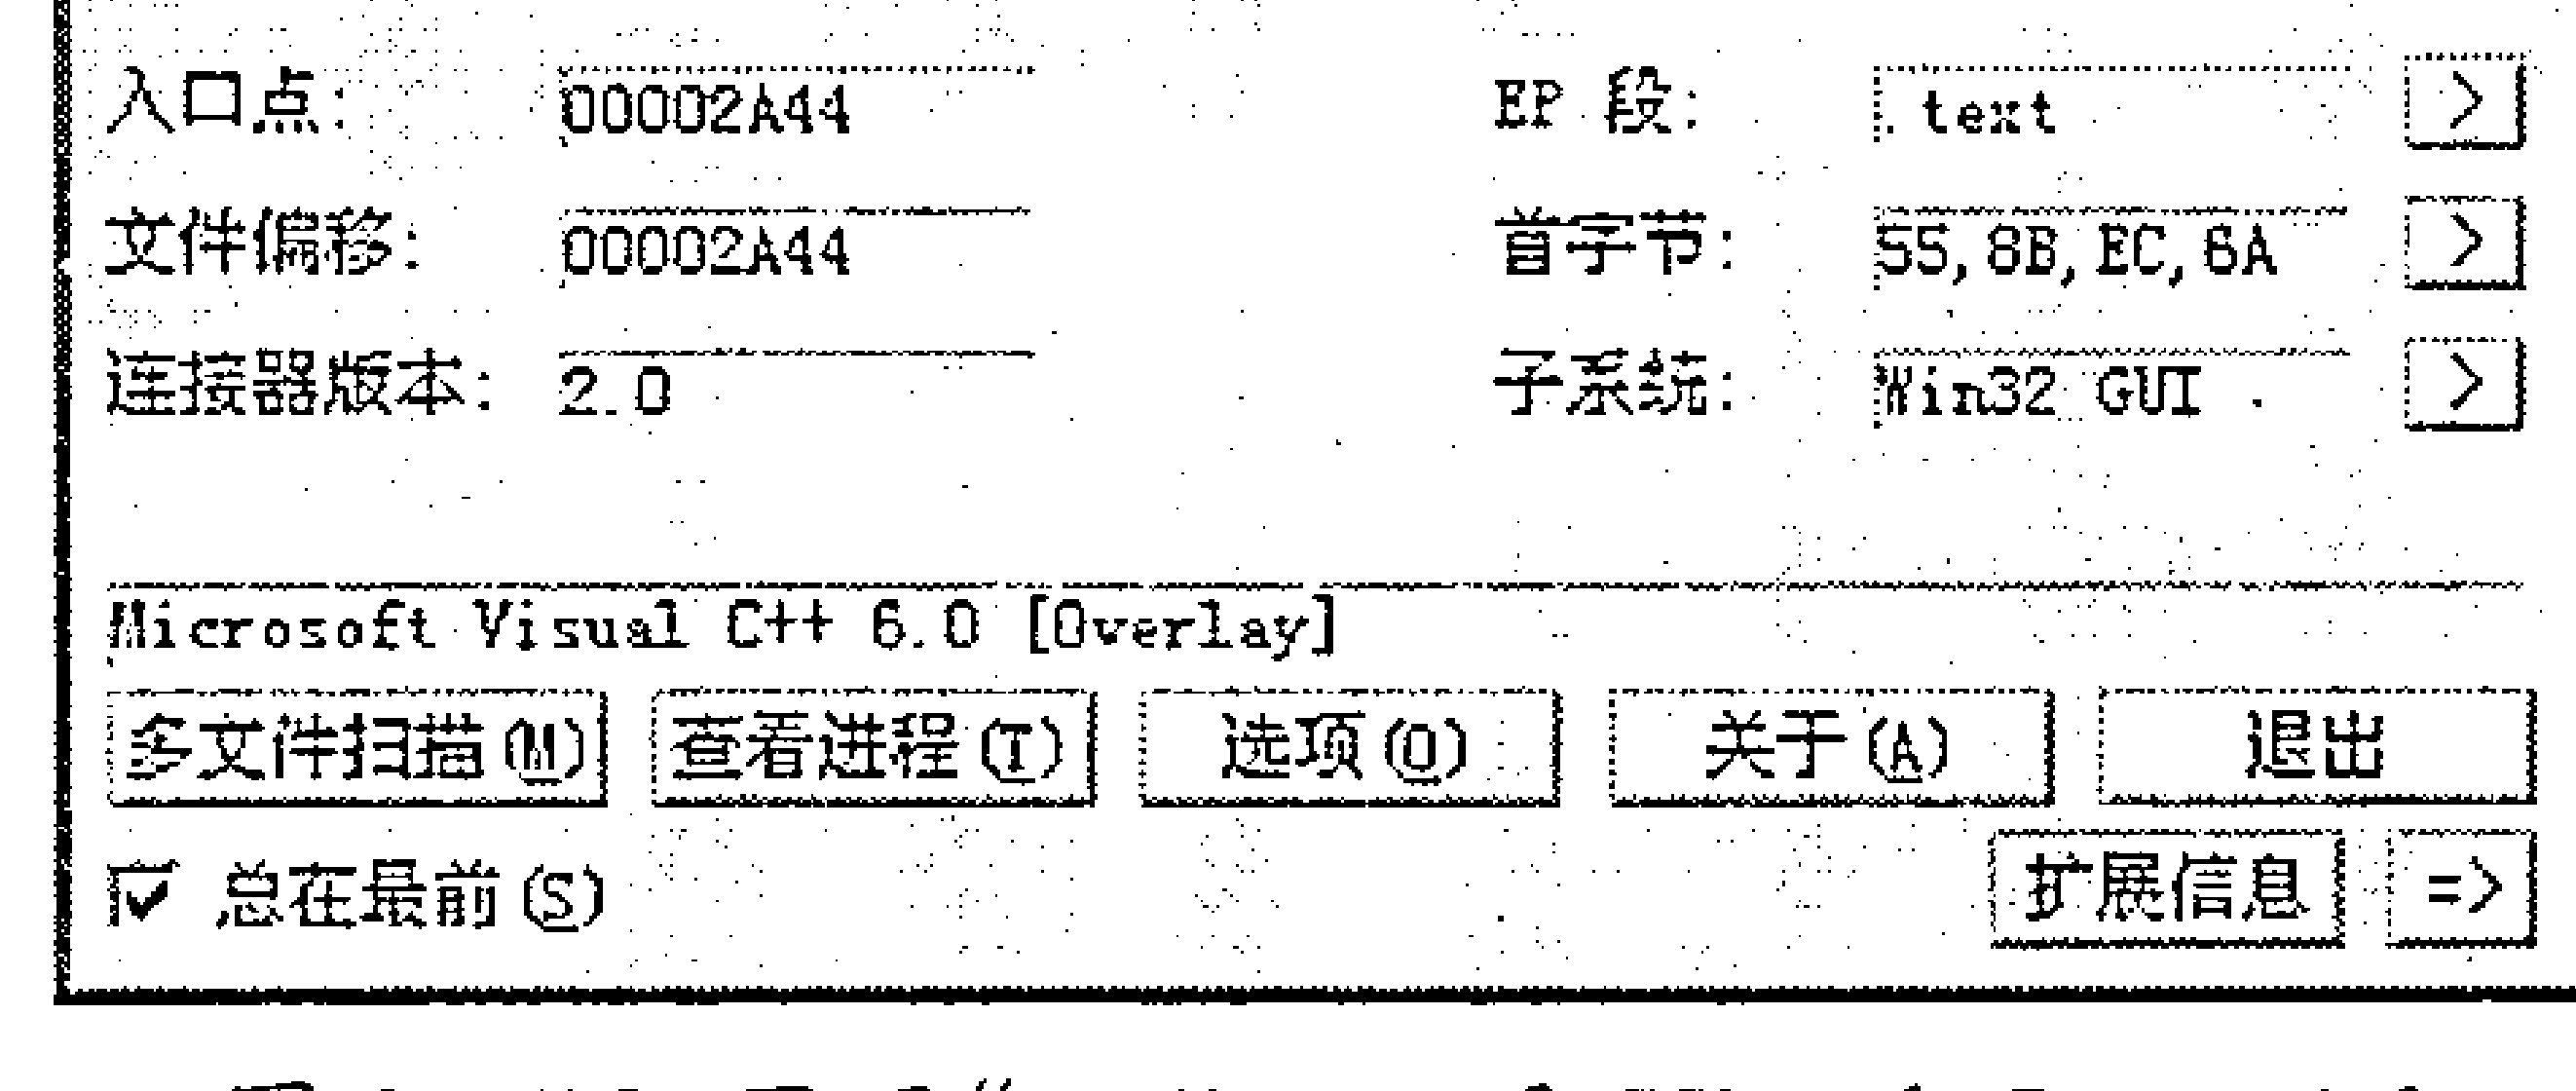 入口点: 00002A44 EP 段: .text >
文件偏移: 00002A44 首字节: 55,8B,EC,6A >
连接器版本: 2.0 子系统: Win32 GUI >
Microsoft Visual C++ 6.0 [Overlay]
多文件扫描(M) 查看进程(T) 选项(O) 关于(A) 退出
总在最前(S) 扩展信息 =>